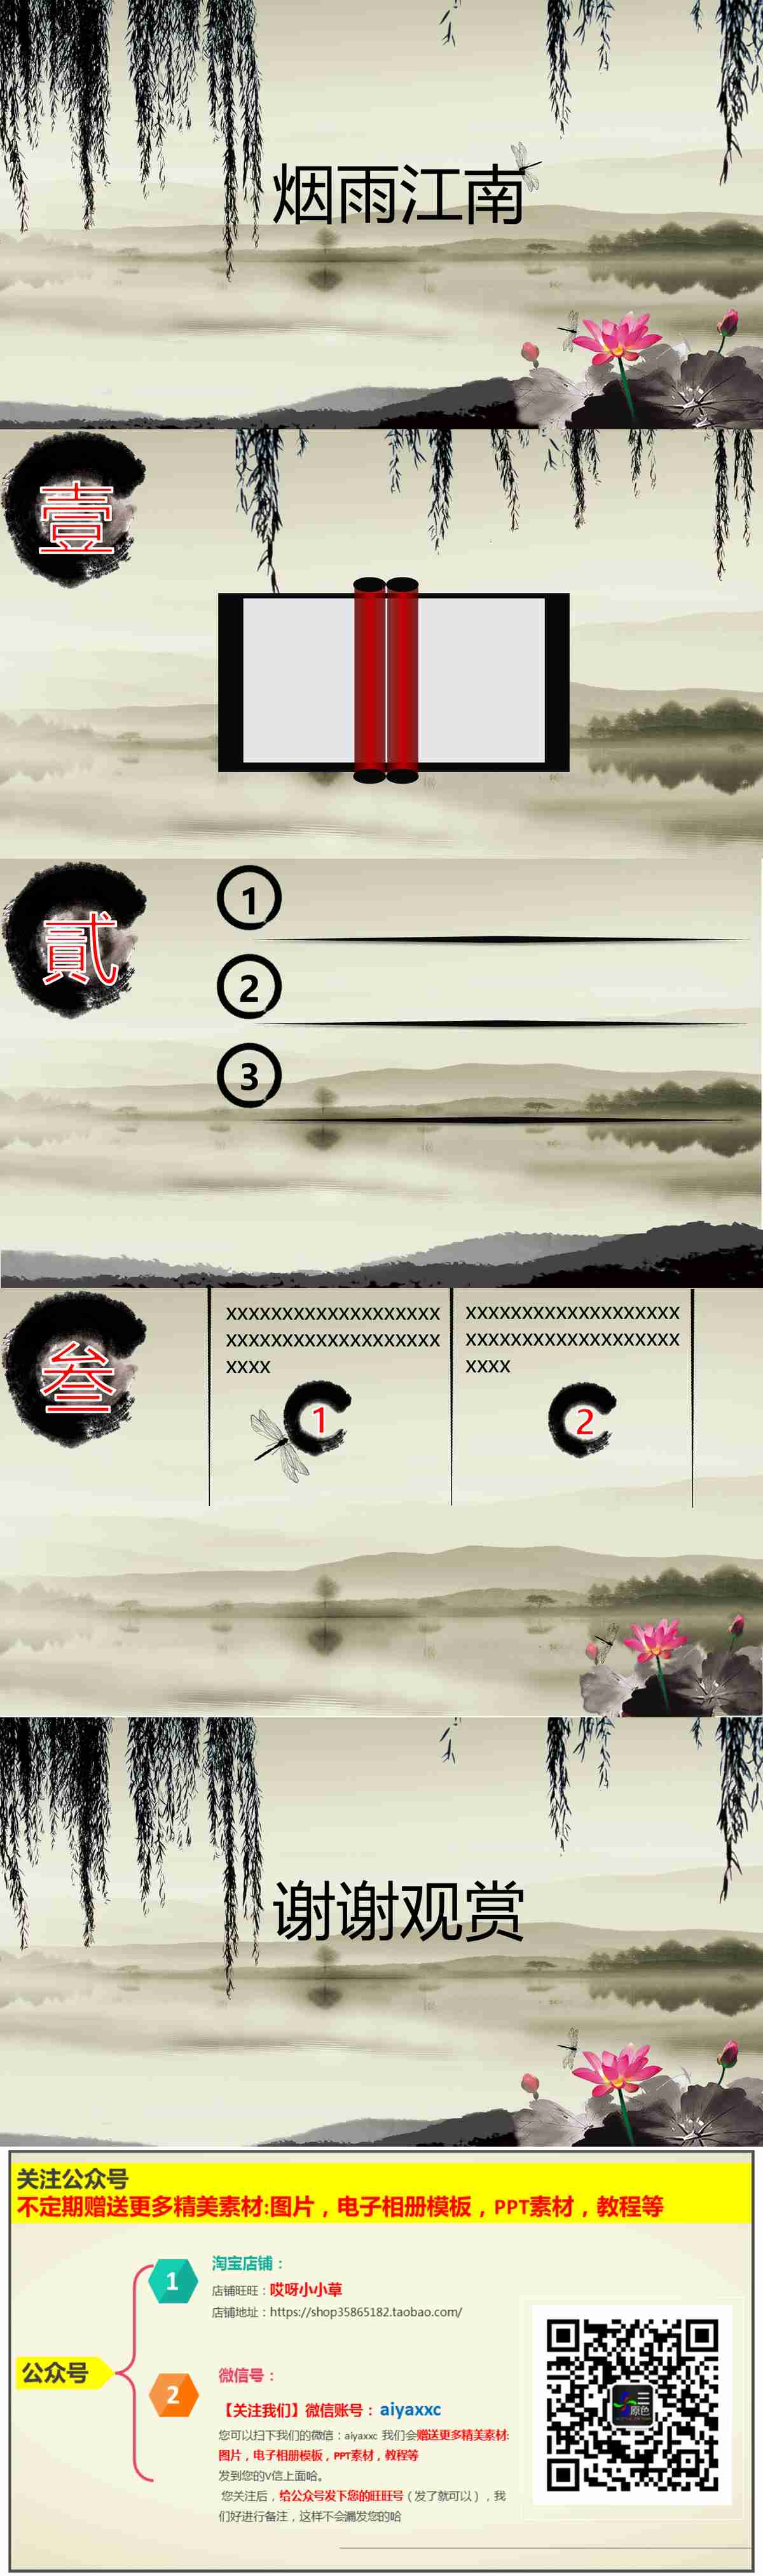 烟雨江南
壹
貳
1
2
3
叁
XXXXXXXXXXXXXXXXXXX
XXXXXXXXXXXXXXXXXXX
XXXX
1
XXXXXXXXXXXXXXXXXXX
XXXXXXXXXXXXXXXXXXX
XXXX
2
谢谢观赏
关注公众号
不定期赠送更多精美素材:图片，电子相册模板，PPT素材，教程等
公众号
1
淘宝店铺：
店铺旺旺：哎呀小小草
店铺地址：https://shop35865182.taobao.com/
2
微信号：
【关注我们】微信账号：aiyaxxc
您可以扫下我们的微信：aiyaxxc 我们会赠送更多精美素材:
图片，电子相册模板，PPT素材，教程等
发到您的V信上面哈。
您关注后，给公众号发下您的旺旺号（发了就可以），我
们好进行备注，这样不会漏发您的哈
原色